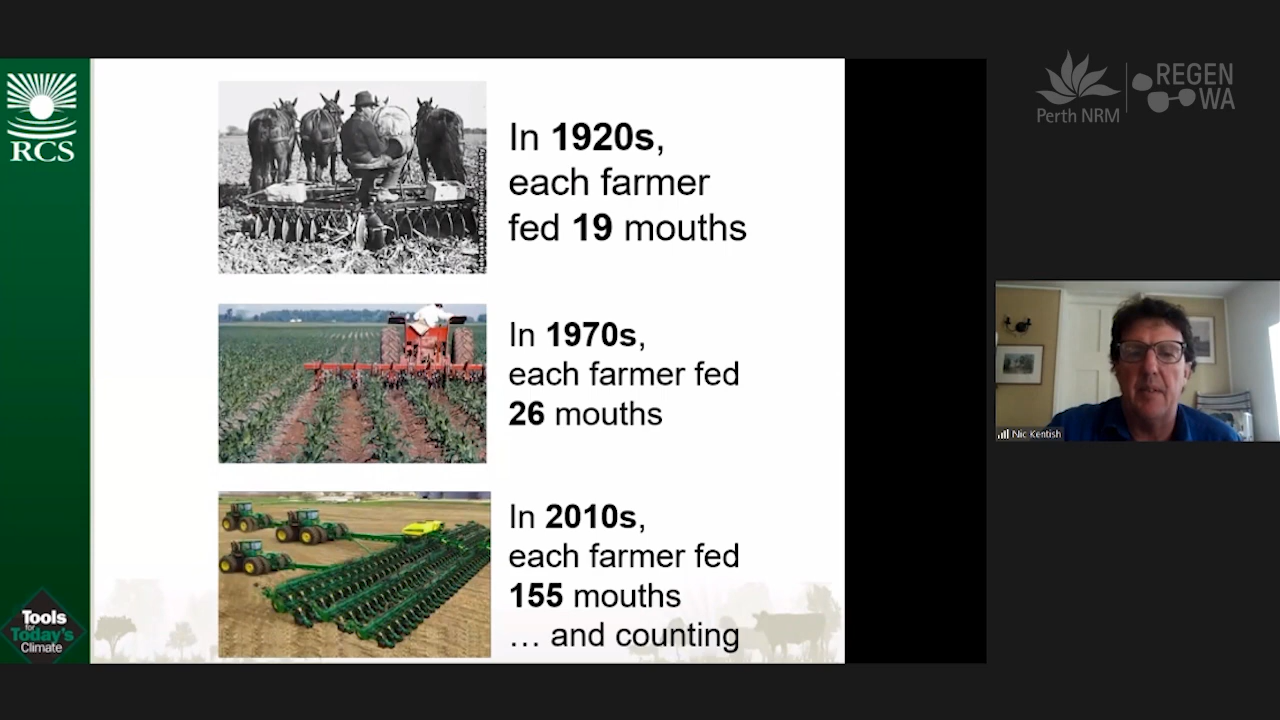 RCS
In 1920s,
each farmer
fed 19 mouths
In 1970s,
each farmer fed
26 mouths
In 2010s,
each farmer fed
155 mouths
… and counting
Tools
for
Today's
Climate
Perth NRM
REGEN
WA
Nic Kentish